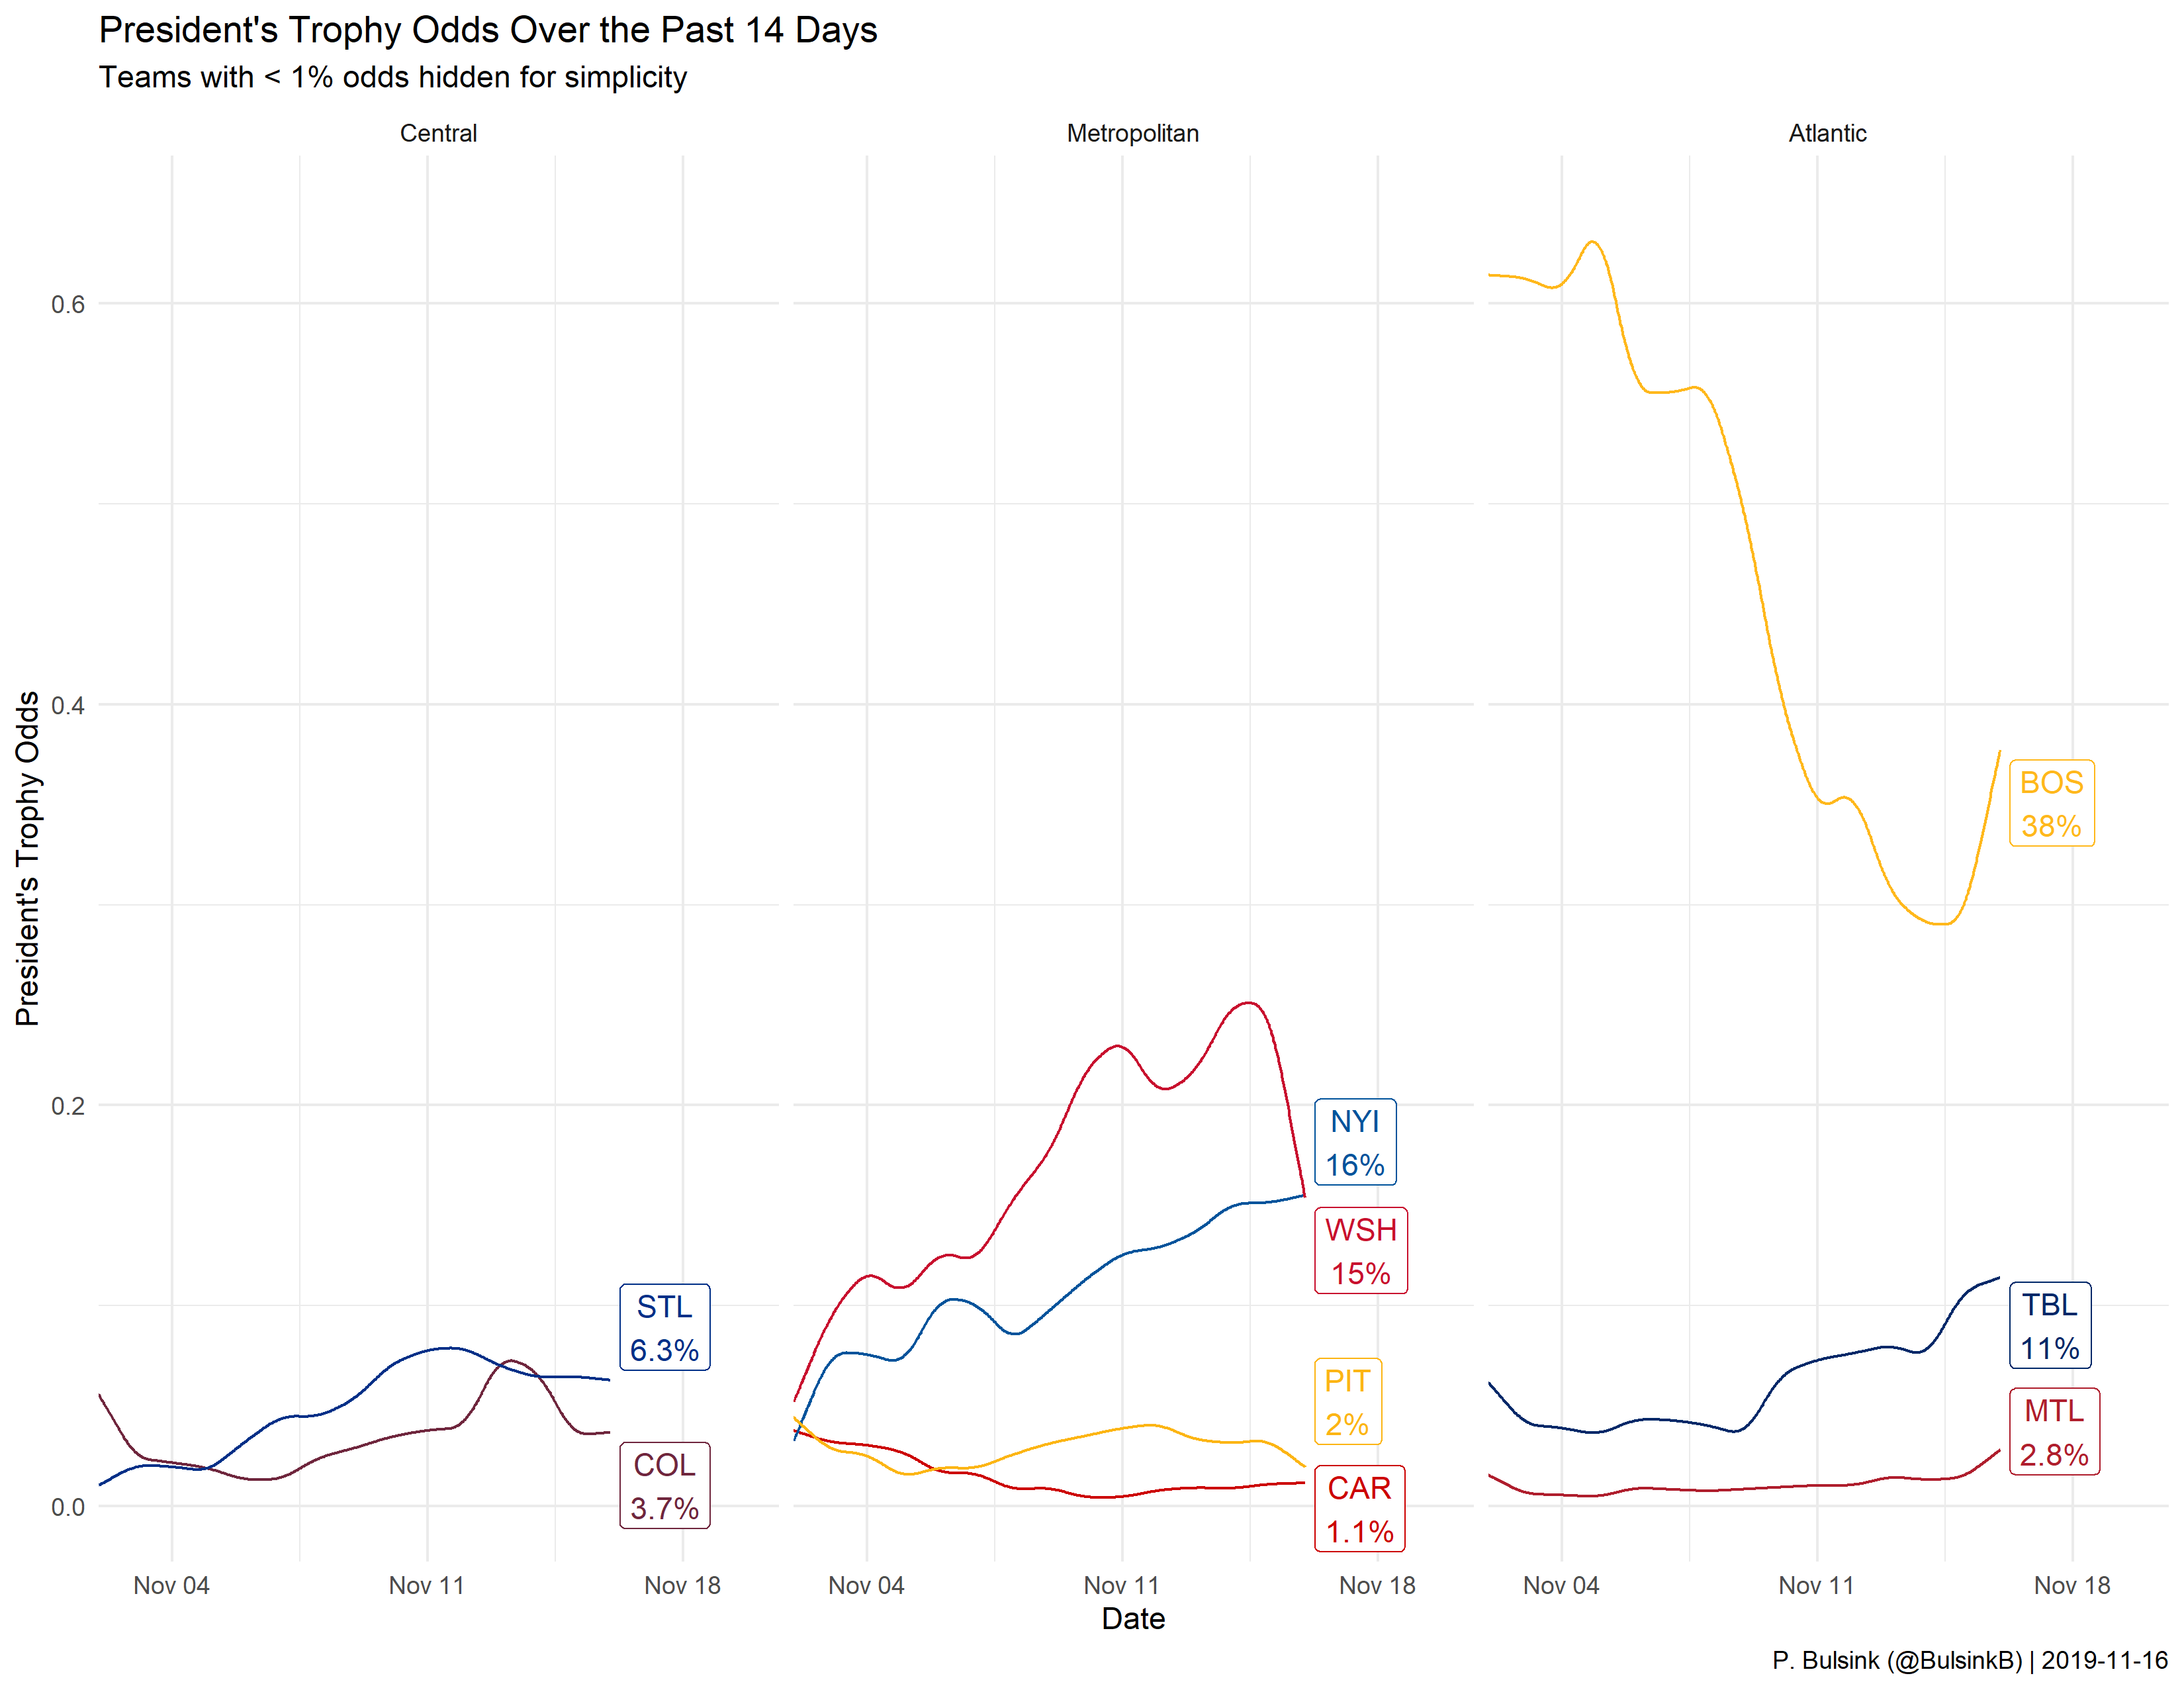 President's Trophy Odds Over the Past 14 Days
Teams with < 1% odds hidden for simplicity
Central
Metropolitan
Atlantic
President's Trophy Odds
0.6
0.4
0.2
0.0
STL
6.3%
COL
3.7%
NYI
16%
WSH
15%
PIT
2%
CAR
1.1%
BOS
38%
TBL
11%
MTL
2.8%
Nov 04
Nov 11
Nov 18
Nov 04
Nov 11
Nov 18
Nov 04
Nov 11
Nov 18
Date
P. Bulsink (@BulsinkB) | 2019-11-16